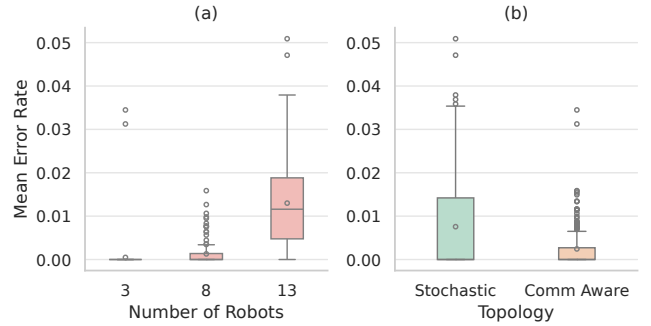 (a) (b)
Mean Error Rate
0.05 0.05
0.04 0.04
0.03 0.03
0.02 0.02
0.01 0.01
0.00 0.00
3 8 13 Stochastic Comm Aware
Number of Robots Topology